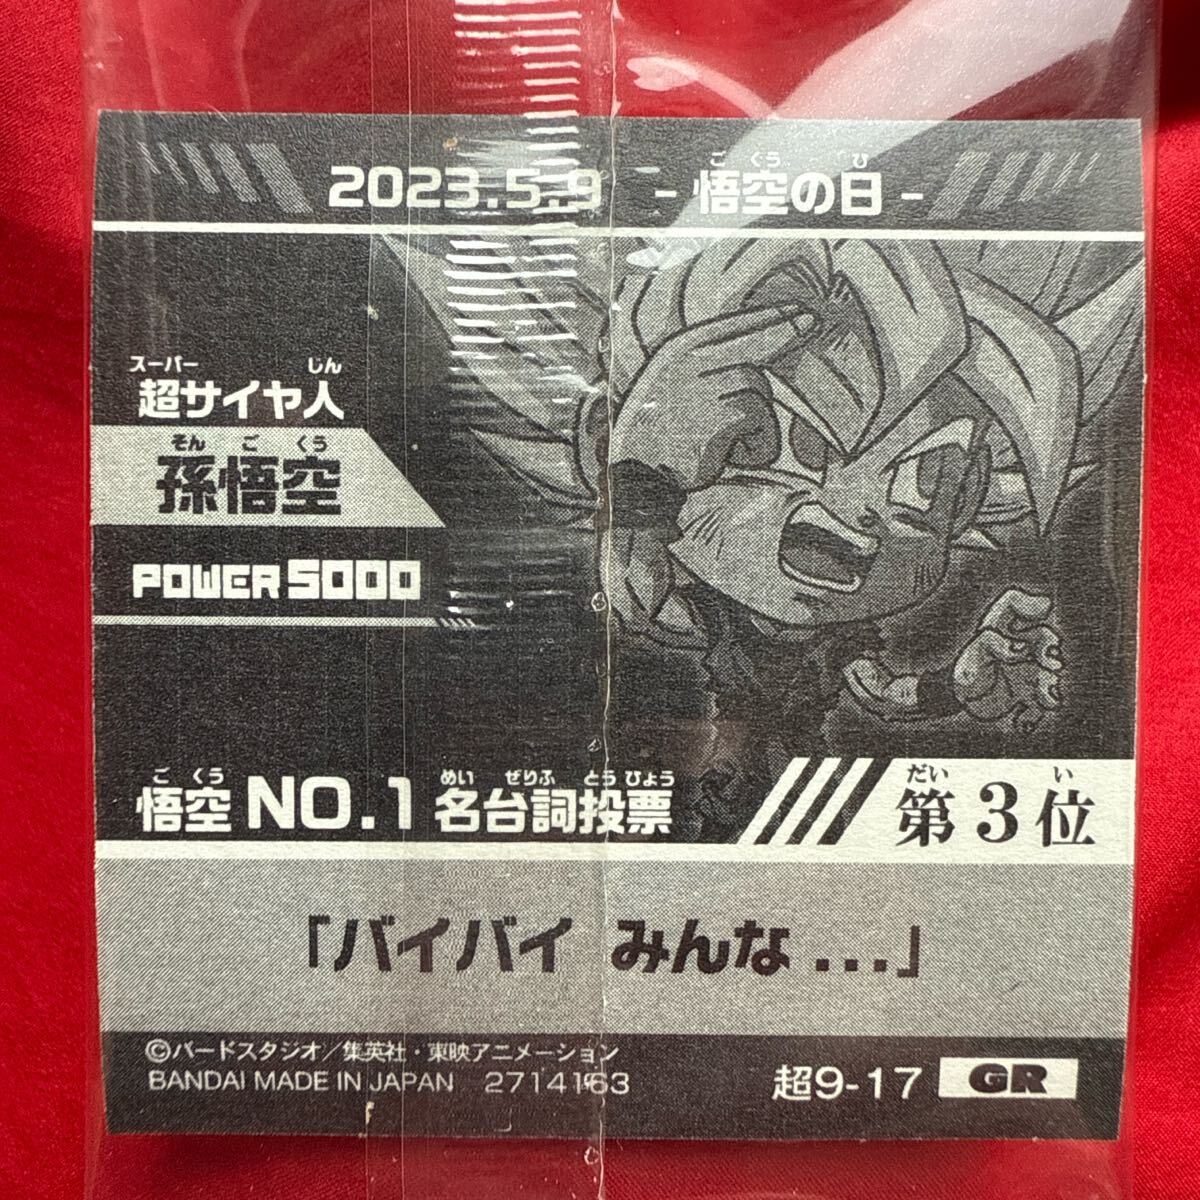 ご くう ひ
2023.5.9 -悟空の日-
スーパー じん
超サイヤ人
そん ご くう
孫悟空
POWER 5000
ご くう めい ぜりふ とう ひょう
悟空 NO.1 名台詞投票
だい い
第3位
「バイバイ みんな...」
©バードスタジオ/集英社・東映アニメーション
BANDAI MADE IN JAPAN 2714163
超9-17 GR